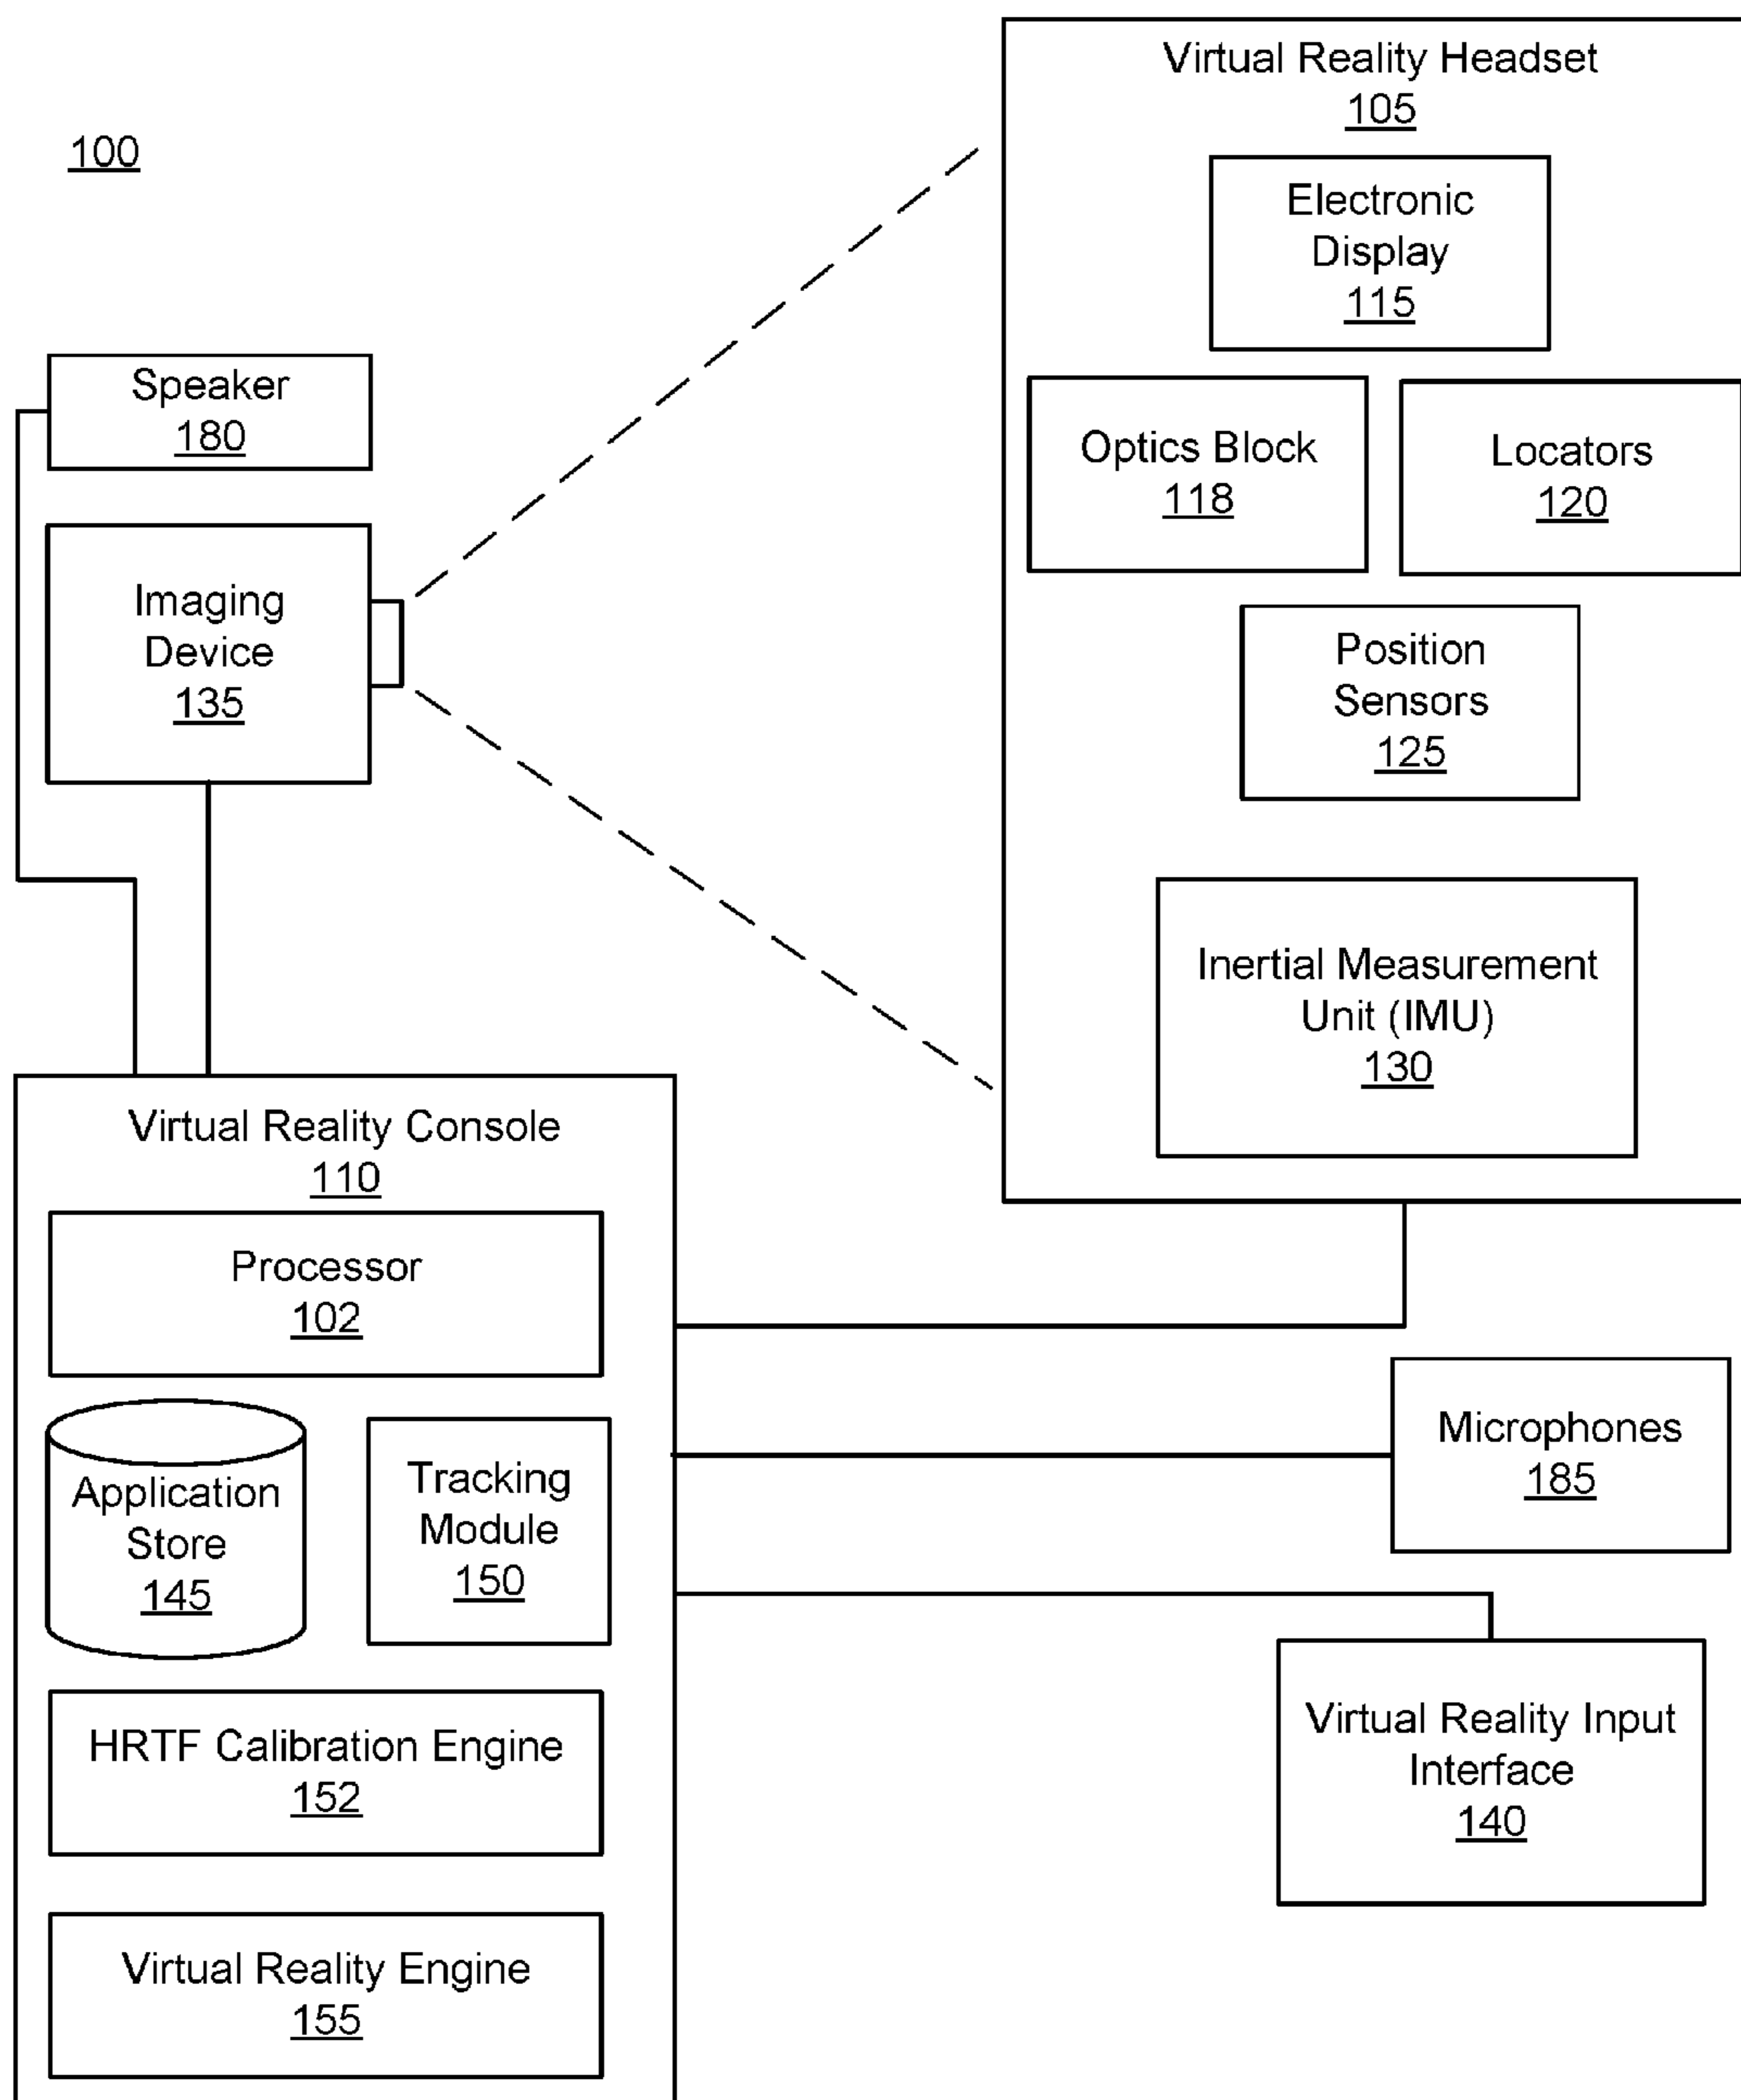 100
Virtual Reality Headset
105
Electronic
Display
115
Optics Block
118
Locators
120
Position
Sensors
125
Inertial Measurement
Unit (IMU)
130
Speaker
180
Imaging
Device
135
Virtual Reality Console
110
Processor
102
Application
Store
145
Tracking
Module
150
HRTF Calibration Engine
152
Virtual Reality Engine
155
Microphones
185
Virtual Reality Input
Interface
140